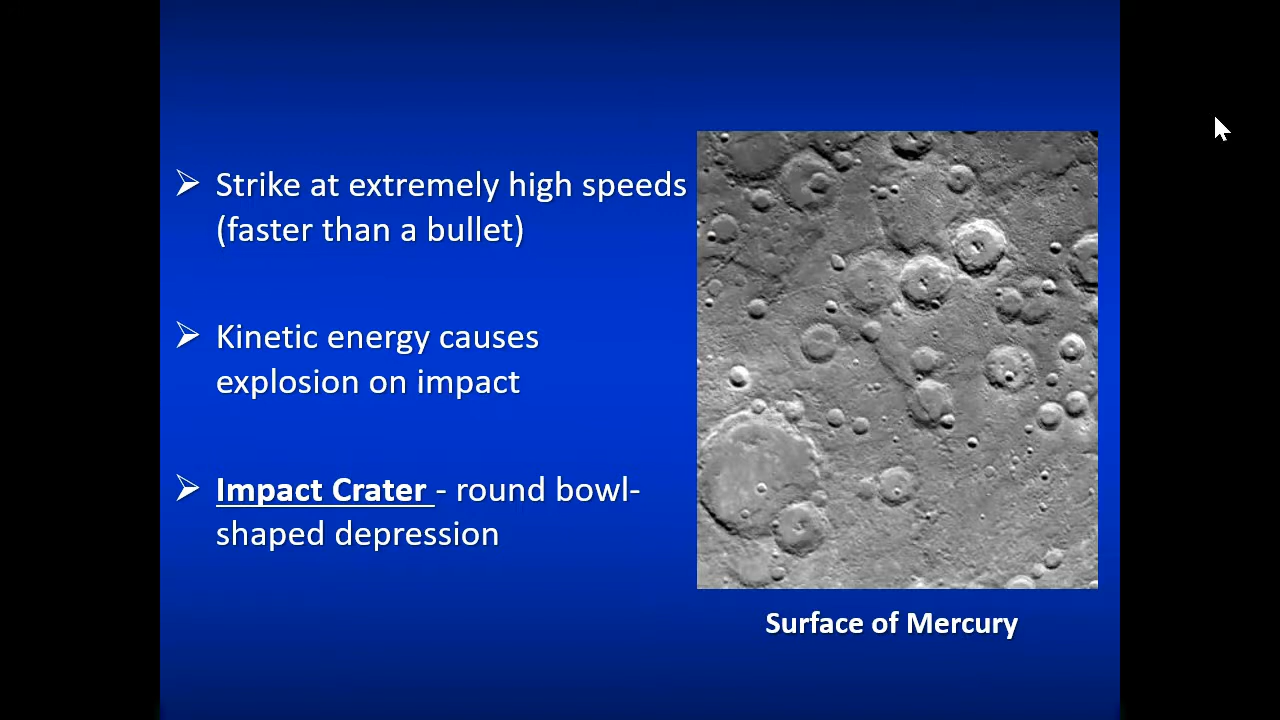 Strike at extremely high speeds
(faster than a bullet)
Kinetic energy causes
explosion on impact
Impact Crater - round bowl-
shaped depression
Surface of Mercury